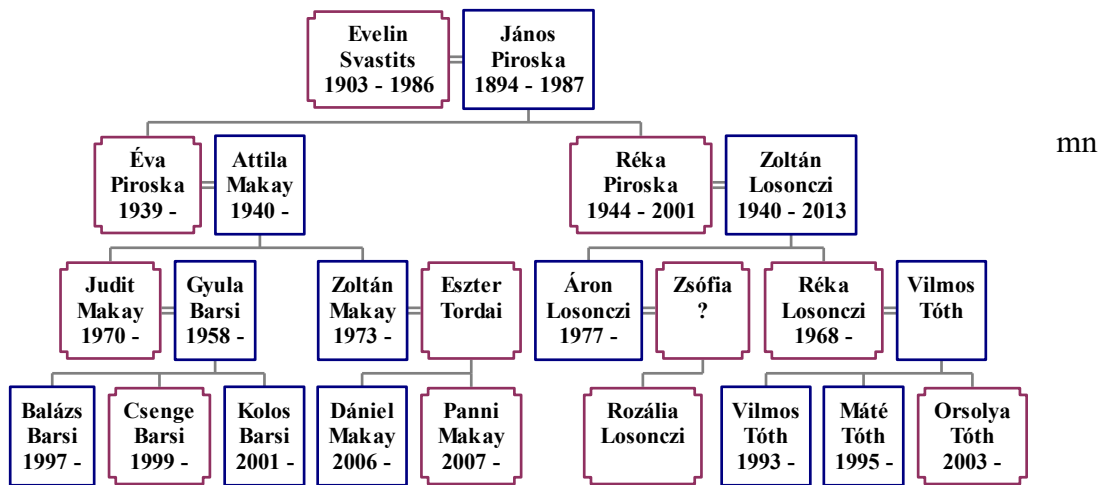 Evelin
Svastits
1903 - 1986
János
Piroska
1894 - 1987
mn
Éva
Piroska
1939 -
Attila
Makay
1940 -
Réka
Piroska
1944 - 2001
Zoltán
Losonczi
1940 - 2013
Judit
Makay
1970 -
Gyula
Barsi
1958 -
Zoltán
Makay
1973 -
Eszter
Tordai
Áron
Losonczi
1977 -
Zsófia
?
Réka
Losonczi
1968 -
Vilmos
Tóth
Balázs
Barsi
1997 -
Csenge
Barsi
1999 -
Kolos
Barsi
2001 -
Dániel
Makay
2006 -
Panni
Makay
2007 -
Rozália
Losonczi
Vilmos
Tóth
1993 -
Máté
Tóth
1995 -
Orsolya
Tóth
2003 -